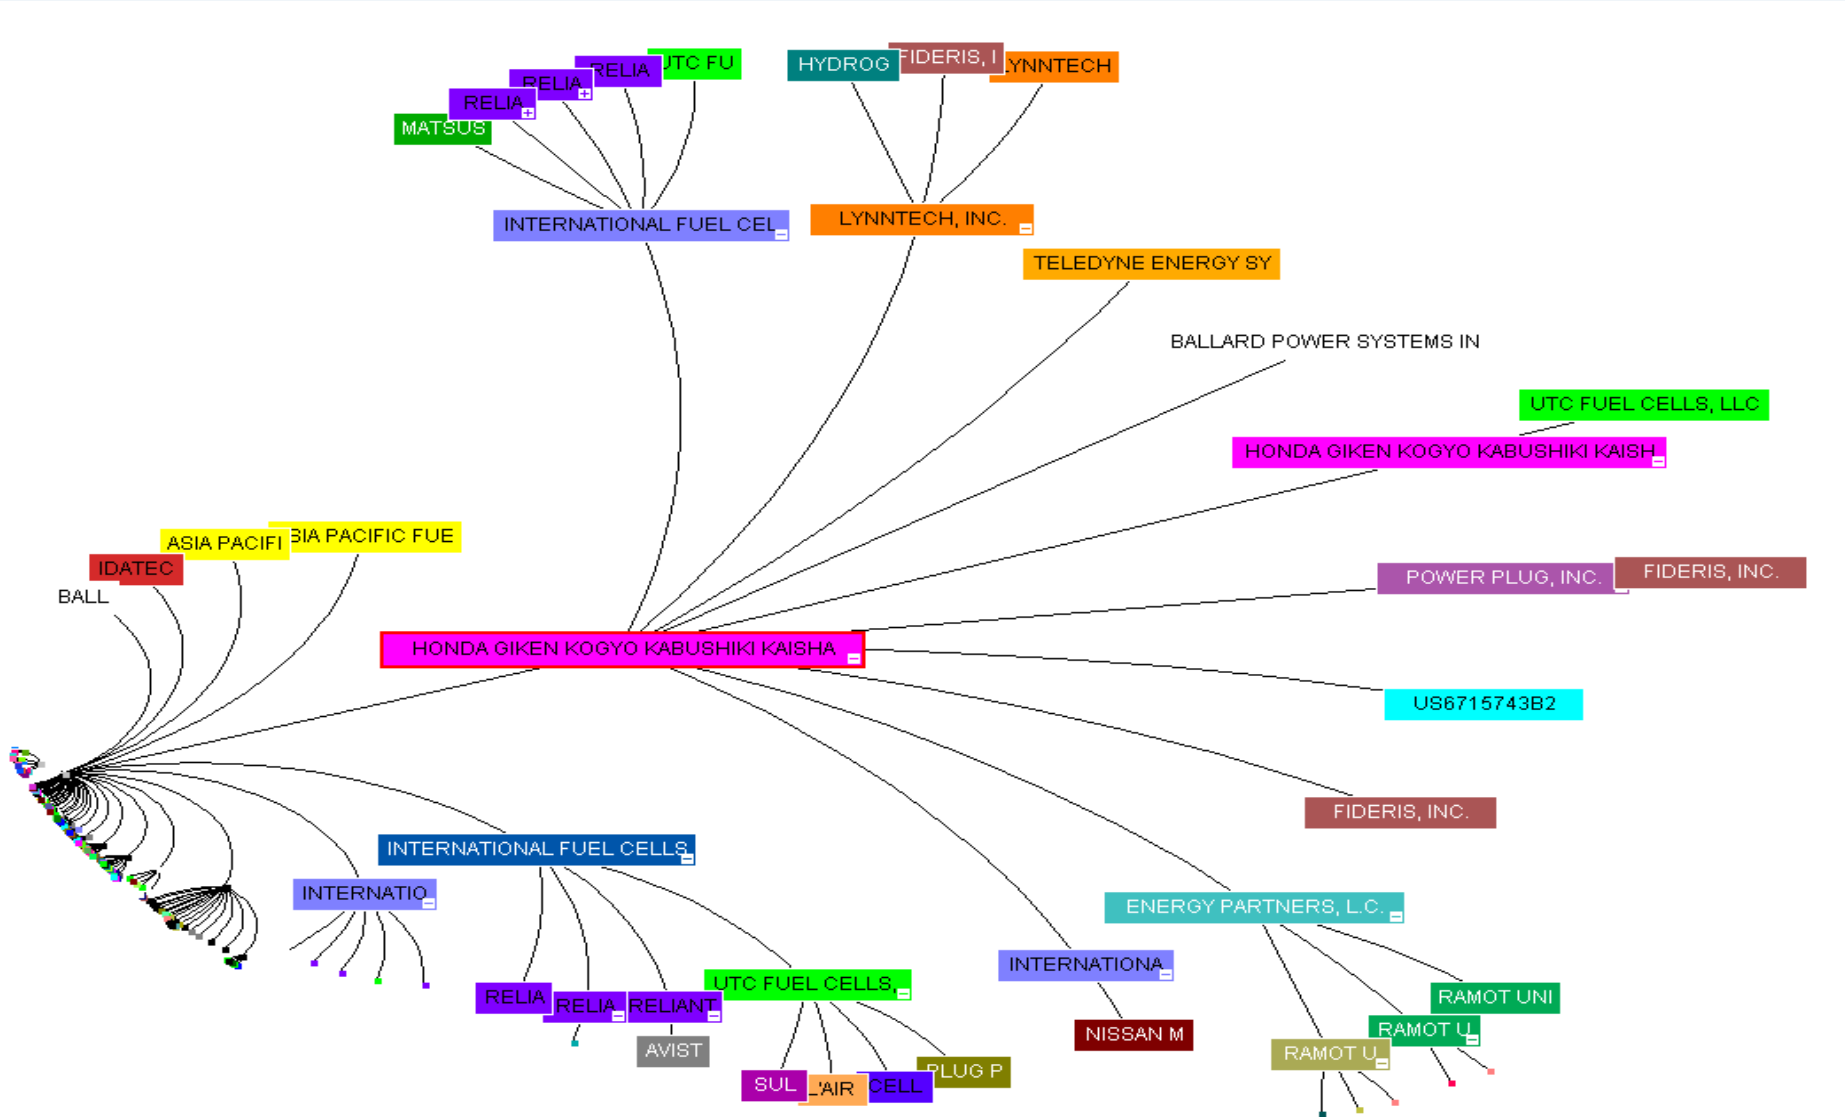 UTC FU
RELIA
RELIA
RELIA
MATSUS
HYDROG
FIDERIS, I
LYNNTECH
INTERNATIONAL FUEL CEL
LYNNTECH, INC.
TELEDYNE ENERGY SY
BALLARD POWER SYSTEMS IN
UTC FUEL CELLS, LLC
HONDA GIKEN KOGYO KABUSHIKI KAISH
ASIA PACIFI
SIA PACIFIC FUE
IDATEC
BALL
POWER PLUG, INC.
FIDERIS, INC.
HONDA GIKEN KOGYO KABUSHIKI KAISHA
US6715743B2
FIDERIS, INC.
INTERNATIONAL FUEL CELLS
INTERNATIO
ENERGY PARTNERS, L.C.
INTERNATIONA
UTC FUEL CELLS,
RELIA
RELIA
RELIANT
RAMOT UNI
RAMOT U
NISSAN M
AVIST
RAMOT U
PLUG P
SUL
L'AIR
CELL